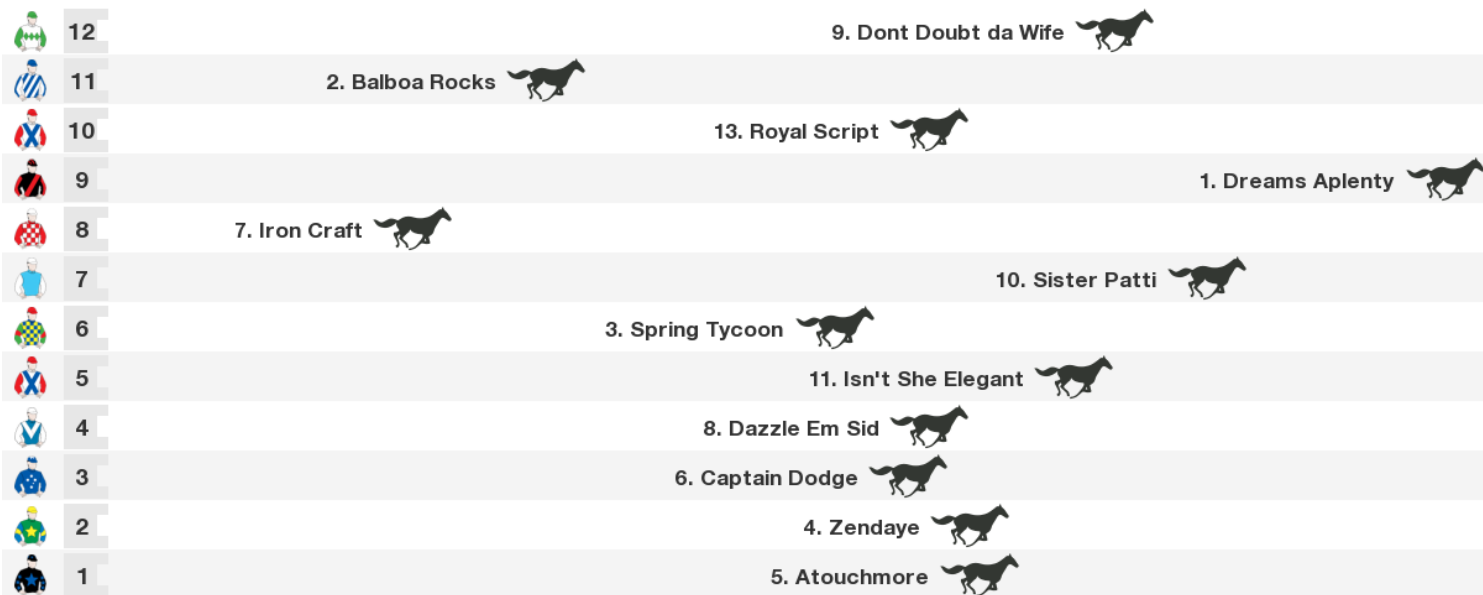 12 9. Dont Doubt da Wife
11 2. Balboa Rocks
10 13. Royal Script
9 1. Dreams Aplenty
8 7. Iron Craft
7 10. Sister Patti
6 3. Spring Tycoon
5 11. Isn't She Elegant
4 8. Dazzle Em Sid
3 6. Captain Dodge
2 4. Zendaye
1 5. Atouchmore